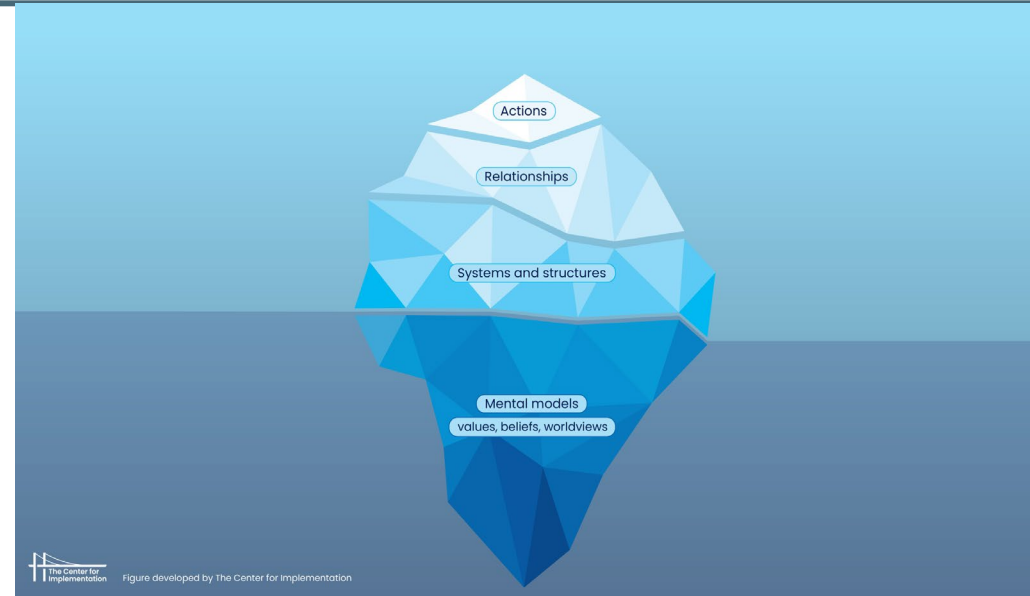 Actions
Relationships
Systems and structures
Mental models
values, beliefs, worldviews
The Center for
Implementation
Figure developed by The Center for Implementation